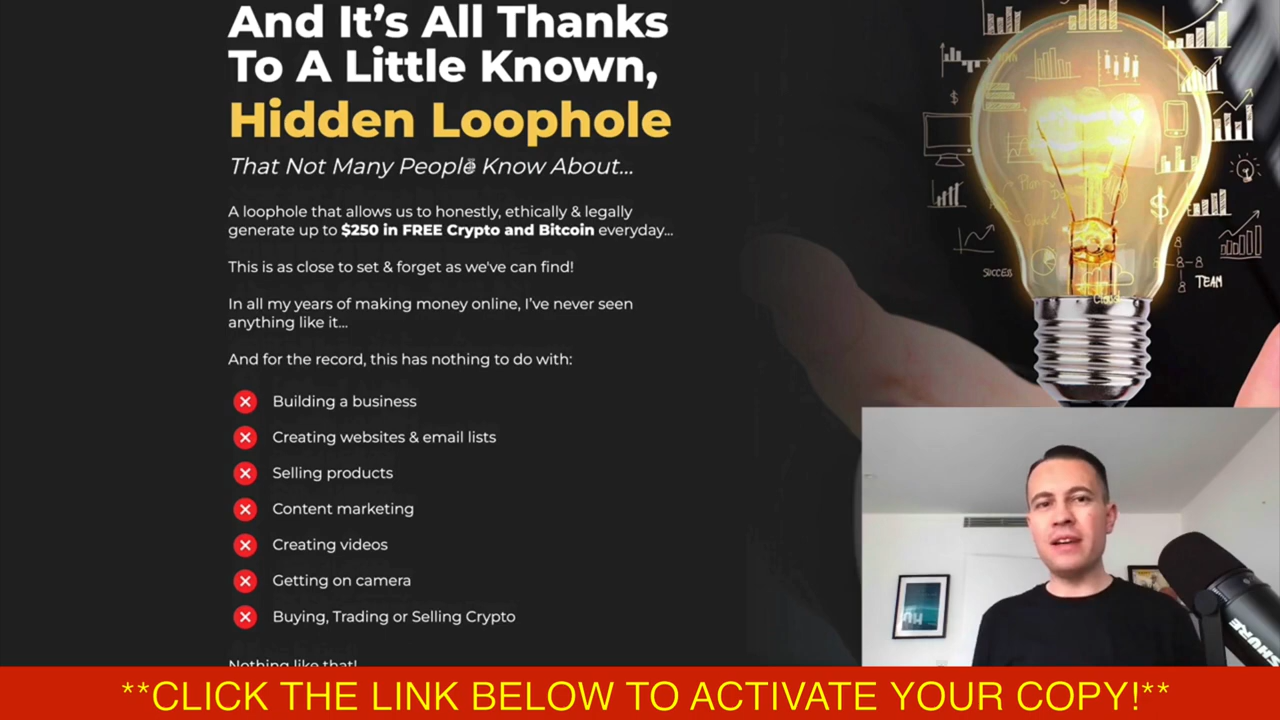 And It's All Thanks
To A Little Known,
Hidden Loophole
That Not Many People Know About...
A loophole that allows us to honestly, ethically & legally
generate up to $250 in FREE Crypto and Bitcoin everyday...
This is as close to set & forget as we've can find!
In all my years of making money online, I've never seen
anything like it...
And for the record, this has nothing to do with:
Building a business
Creating websites & email lists
Selling products
Content marketing
Creating videos
Getting on camera
Buying, Trading or Selling Crypto
Nothing like that!
SUCCESS
TEAM
Cloud
SHURE
**CLICK THE LINK BELOW TO ACTIVATE YOUR COPY!**